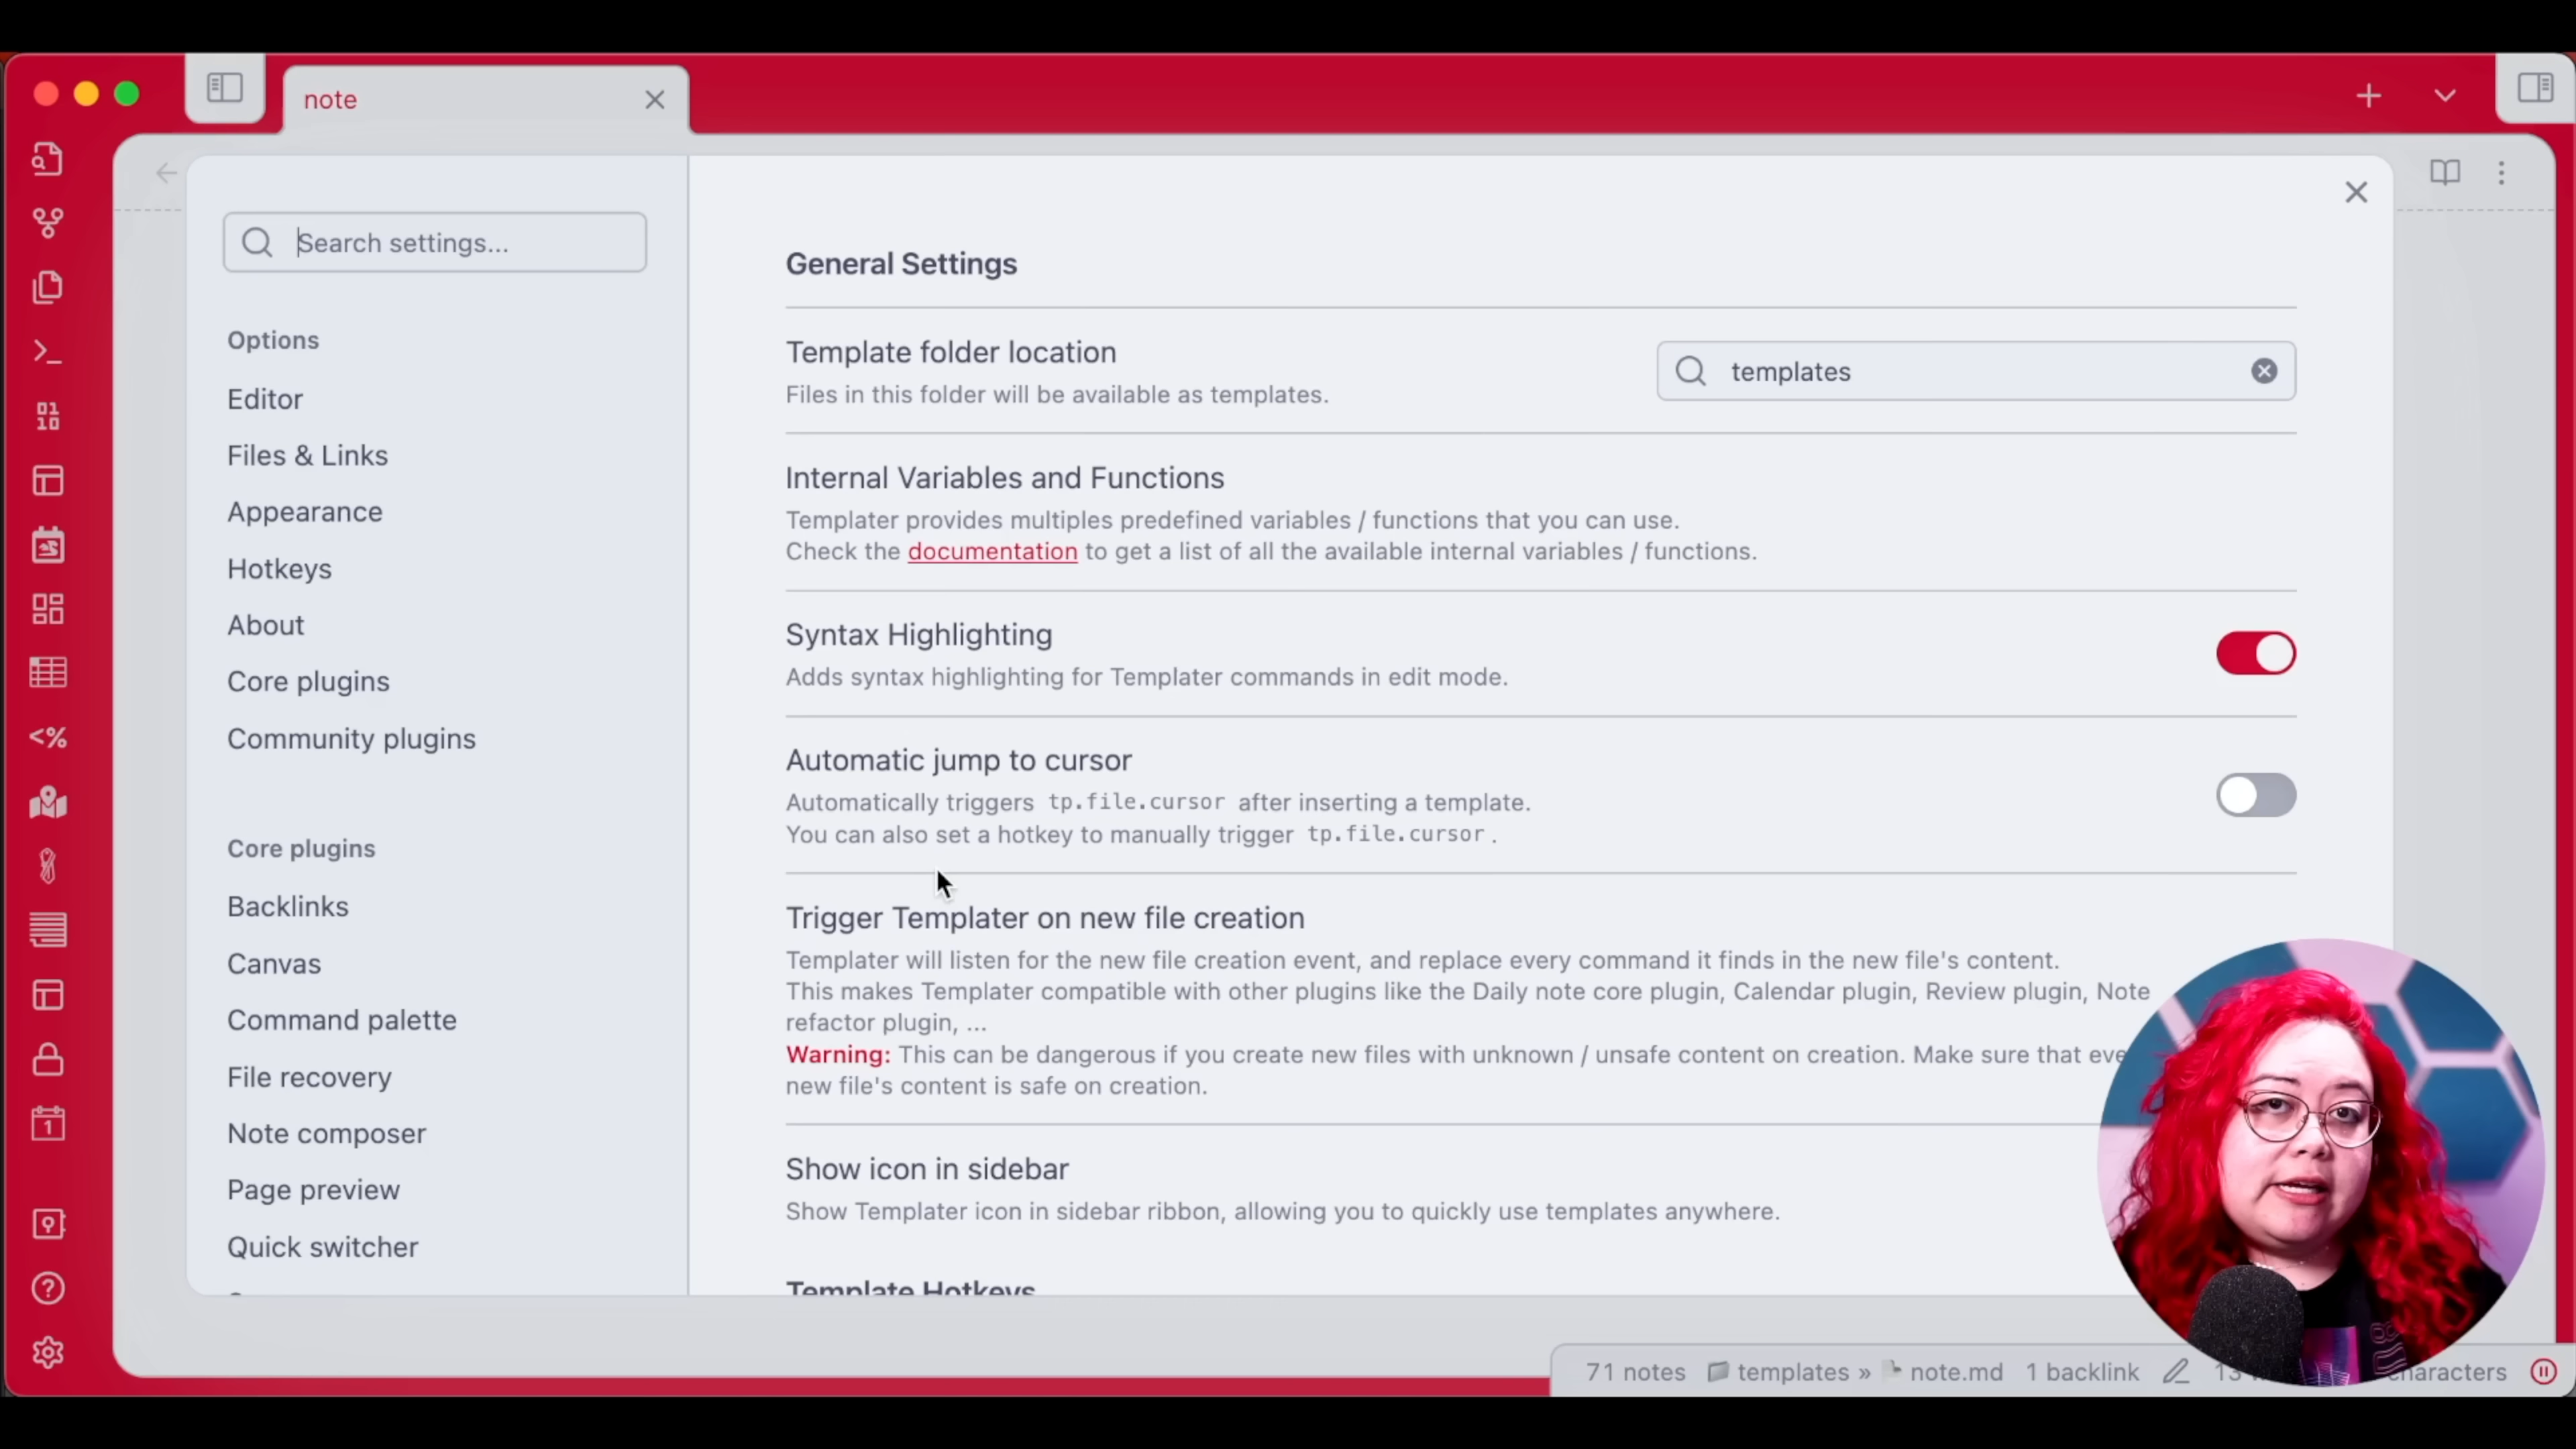 note
Search settings...
Options
Editor
Files & Links
Appearance
Hotkeys
About
Core plugins
Community plugins
Core plugins
Backlinks
Canvas
Command palette
File recovery
Note composer
Page preview
Quick switcher
General Settings
Template folder location
Files in this folder will be available as templates.
templates
Internal Variables and Functions
Templater provides multiples predefined variables / functions that you can use.
Check the documentation to get a list of all the available internal variables / functions.
Syntax Highlighting
Adds syntax highlighting for Templater commands in edit mode.
Automatic jump to cursor
Automatically triggers tp.file.cursor after inserting a template.
You can also set a hotkey to manually trigger tp.file.cursor .
Trigger Templater on new file creation
Templater will listen for the new file creation event, and replace every command it finds in the new file's content.
This makes Templater compatible with other plugins like the Daily note core plugin, Calendar plugin, Review plugin, Note
refactor plugin, ...
Warning: This can be dangerous if you create new files with unknown / unsafe content on creation. Make sure that
new file's content is safe on creation.
Show icon in sidebar
Show Templater icon in sidebar ribbon, allowing you to quickly use templates anywhere.
Template Hotkeys
71 notes templates » note.md 1 backlink